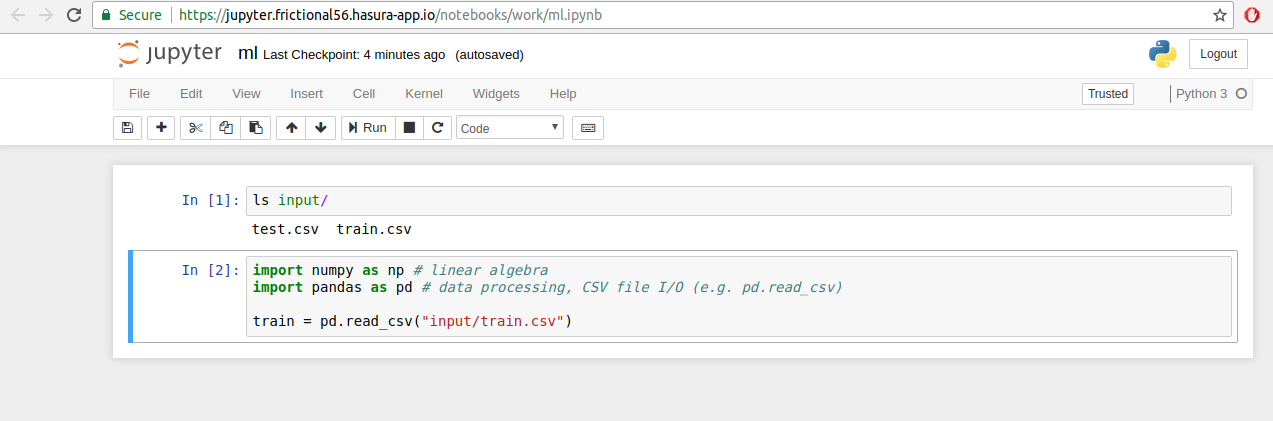 Secure https://jupyter.frictional56.hasura-app.io/notebooks/work/ml.ipynb
jupyter ml Last Checkpoint: 4 minutes ago (autosaved) Logout
File Edit View Insert Cell Kernel Widgets Help Trusted Python 3
Run Code
In [1]: ls input/
test.csv train.csv
In [2]: import numpy as np # linear algebra
import pandas as pd # data processing, CSV file I/O (e.g. pd.read_csv)
train = pd.read_csv("input/train.csv")